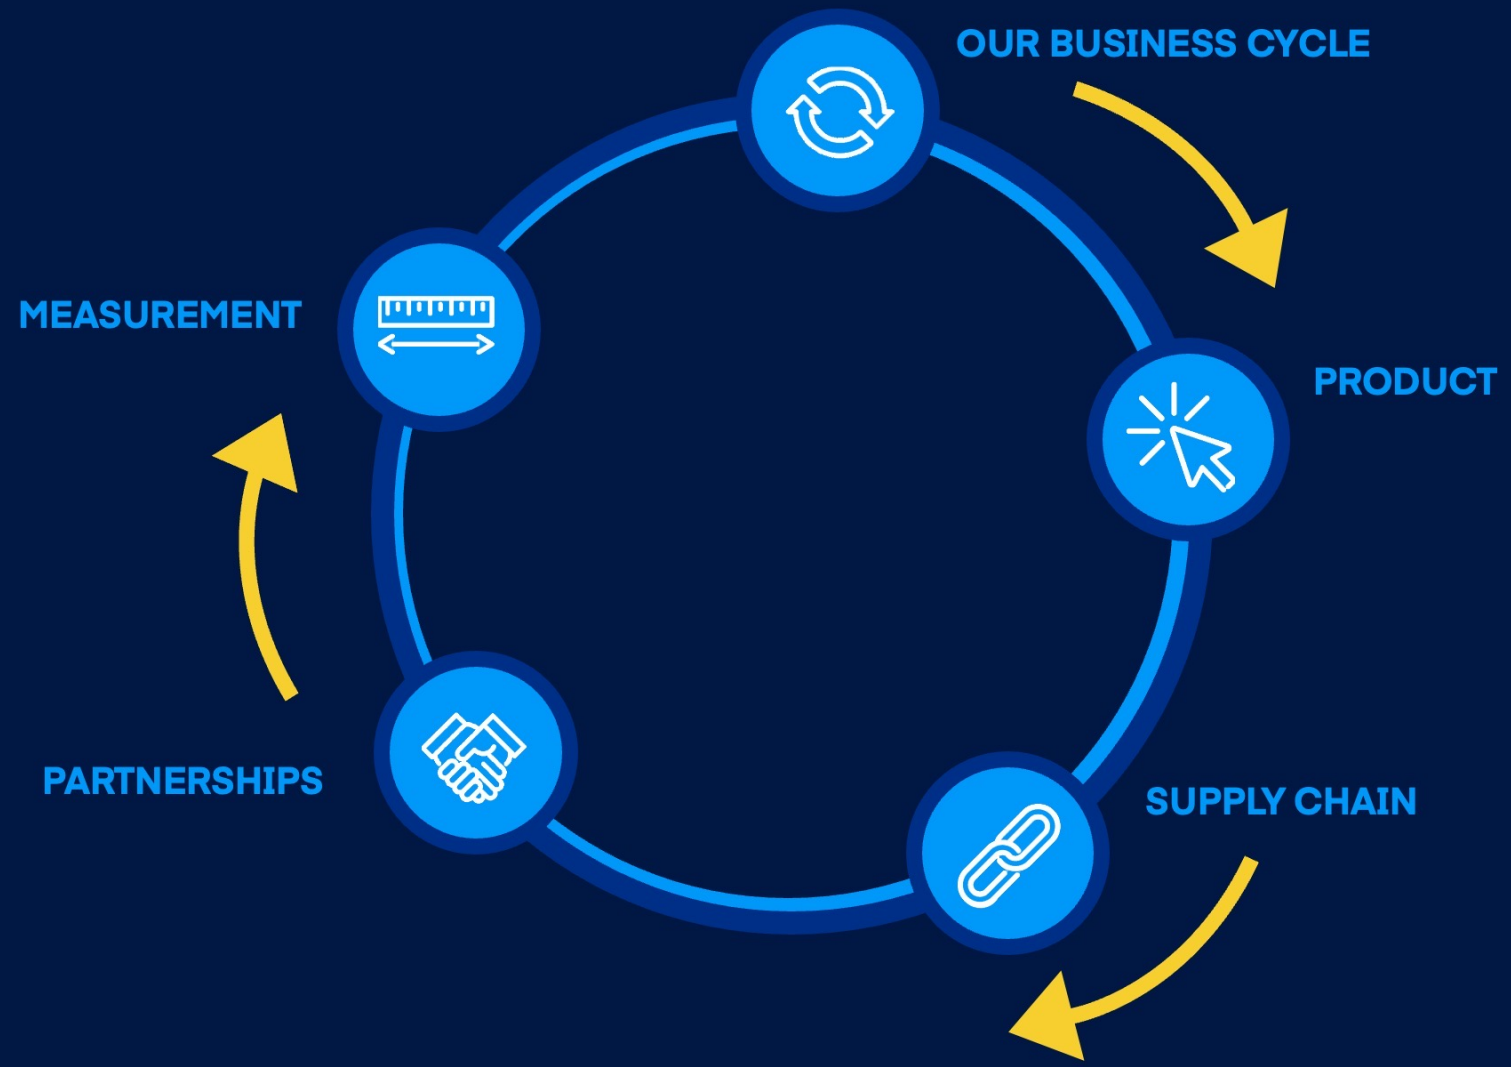 OUR BUSINESS CYCLE
PRODUCT
SUPPLY CHAIN
PARTNERSHIPS
MEASUREMENT